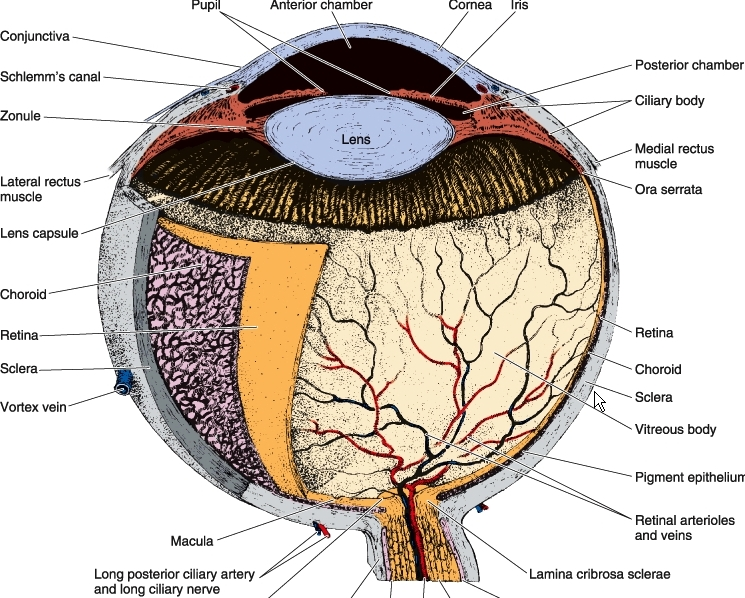 Pupil
Anterior chamber
Cornea
Iris
Conjunctiva
Schlemm's canal
Zonule
Lateral rectus
muscle
Lens capsule
Choroid
Retina
Sclera
Vortex vein
Lens
Posterior chamber
Ciliary body
Medial rectus
muscle
Ora serrata
Retina
Choroid
Sclera
Vitreous body
Pigment epithelium
Retinal arterioles
and veins
Macula
Long posterior ciliary artery
and long ciliary nerve
Lamina cribrosa sclerae